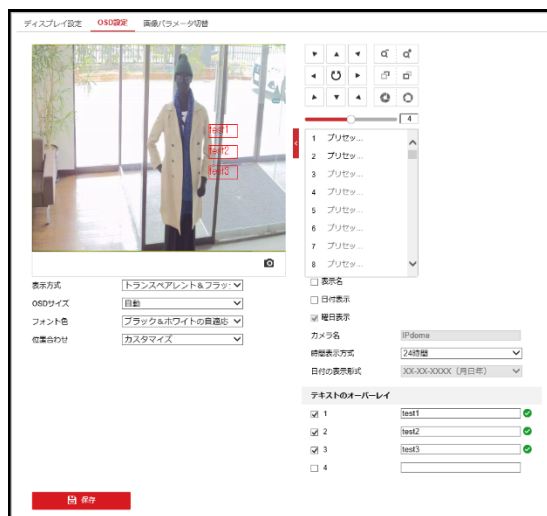 ディスプレイ設定 OSD設定 画像パラメータ切替
test1
test2
test3
4
1 プリセッ...
2 プリセッ...
3 プリセッ...
4 プリセッ...
5 プリセッ...
6 プリセッ...
7 プリセッ...
8 プリセッ...
表示方式 トランスペアレント&フラッシ
OSDサイズ 自動
フォント色 ブラック&ホワイトの自適応
位置合わせ カスタマイズ
表示名
日付表示
曜日表示
カメラ名 IPdome
時間表示方式 24時間
日付の表示形式 XX-XX-XXXX (月日年)
テキストのオーバーレイ
1 test1
2 test2
3 test3
4
保存